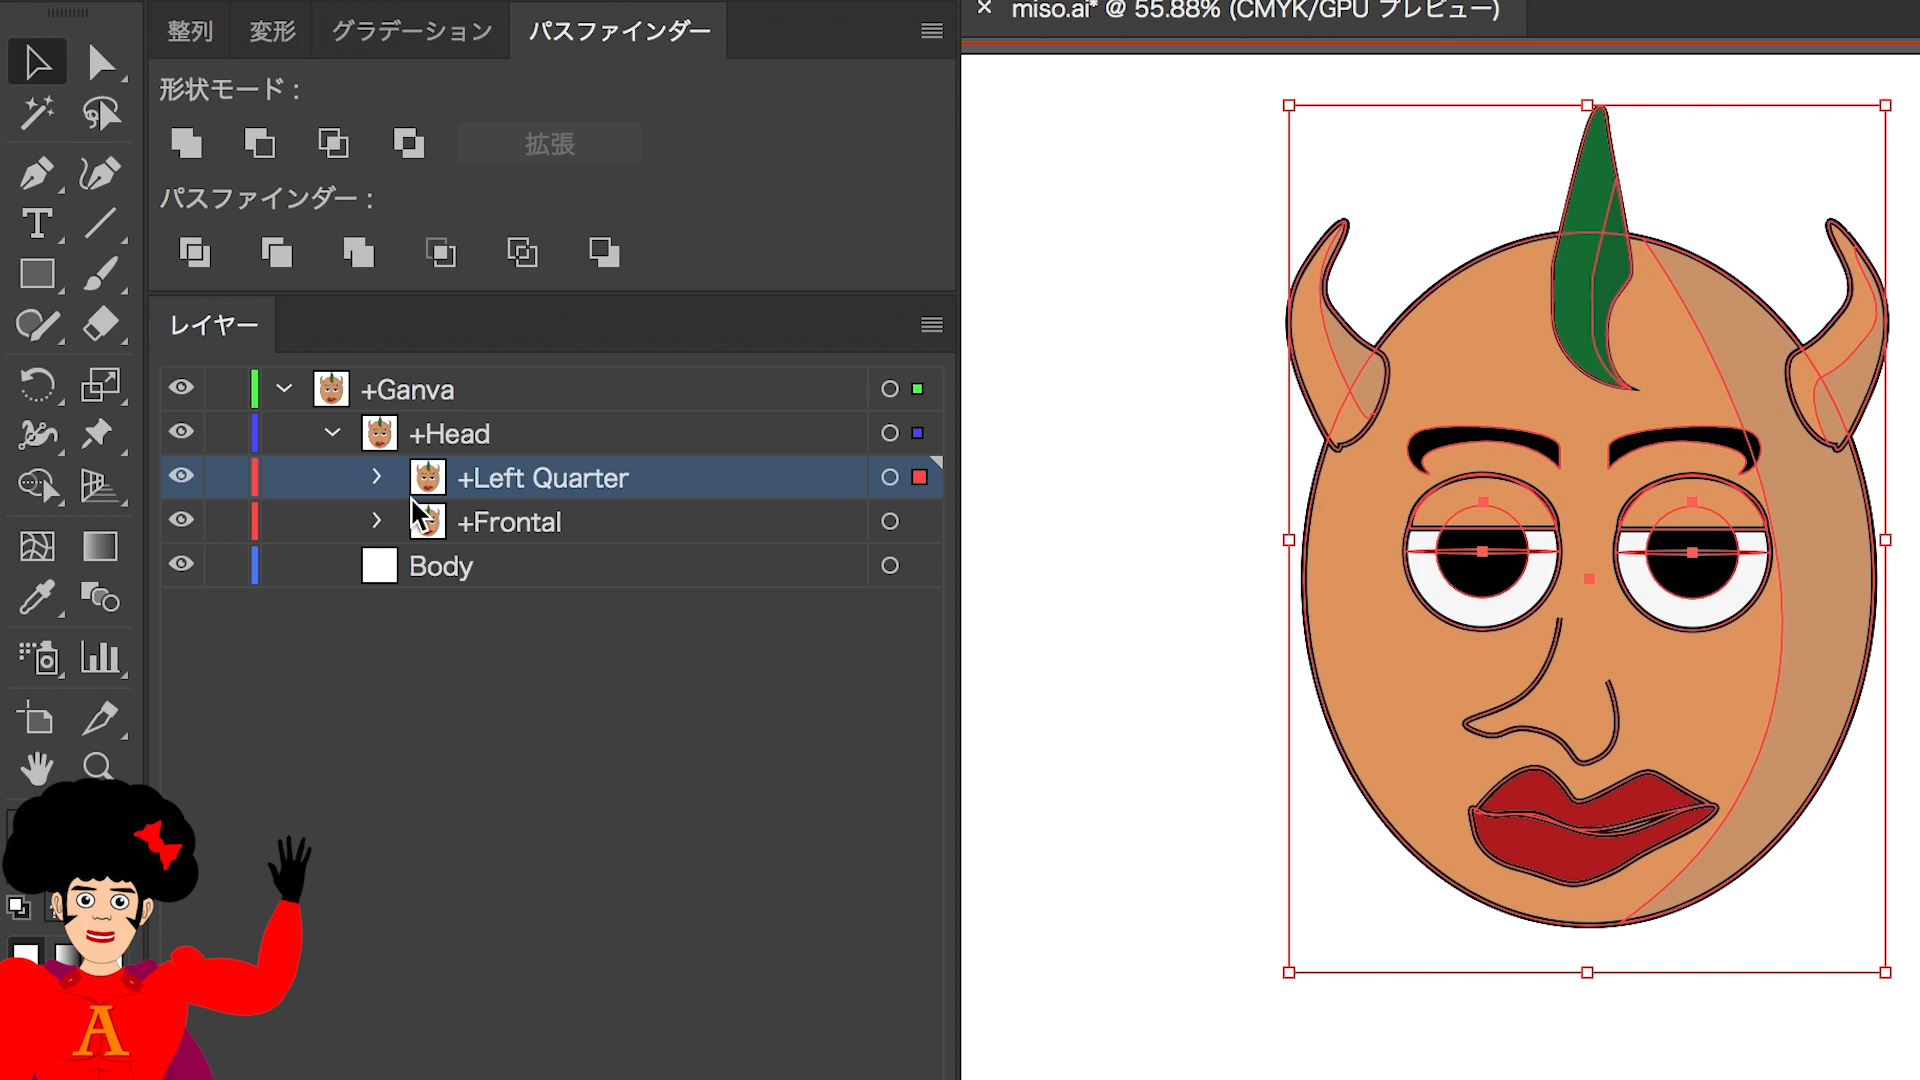 整列 変形 グラデーション パスファインダー
× miso.ai* @ 55.88% (CMYK/GPU プレビュー)
形状モード：
拡張
パスファインダー：
レイヤー
+Ganva
+Head
+Left Quarter
+Frontal
Body
A